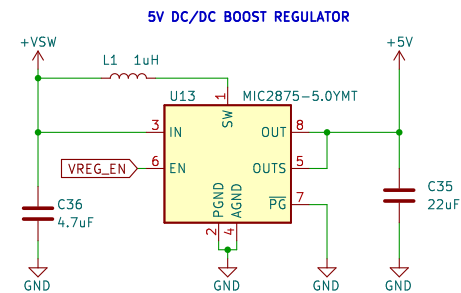 5V DC/DC BOOST REGULATOR
+VSW
+5V
L1 1uH
U13 MIC2875-5.0YMT
1
SW
3 IN OUT 8
VREG_EN 6 EN OUTS 5
PG 7
PGND AGND
2 4
C36
4.7uF
C35
22uF
GND GND GND GND